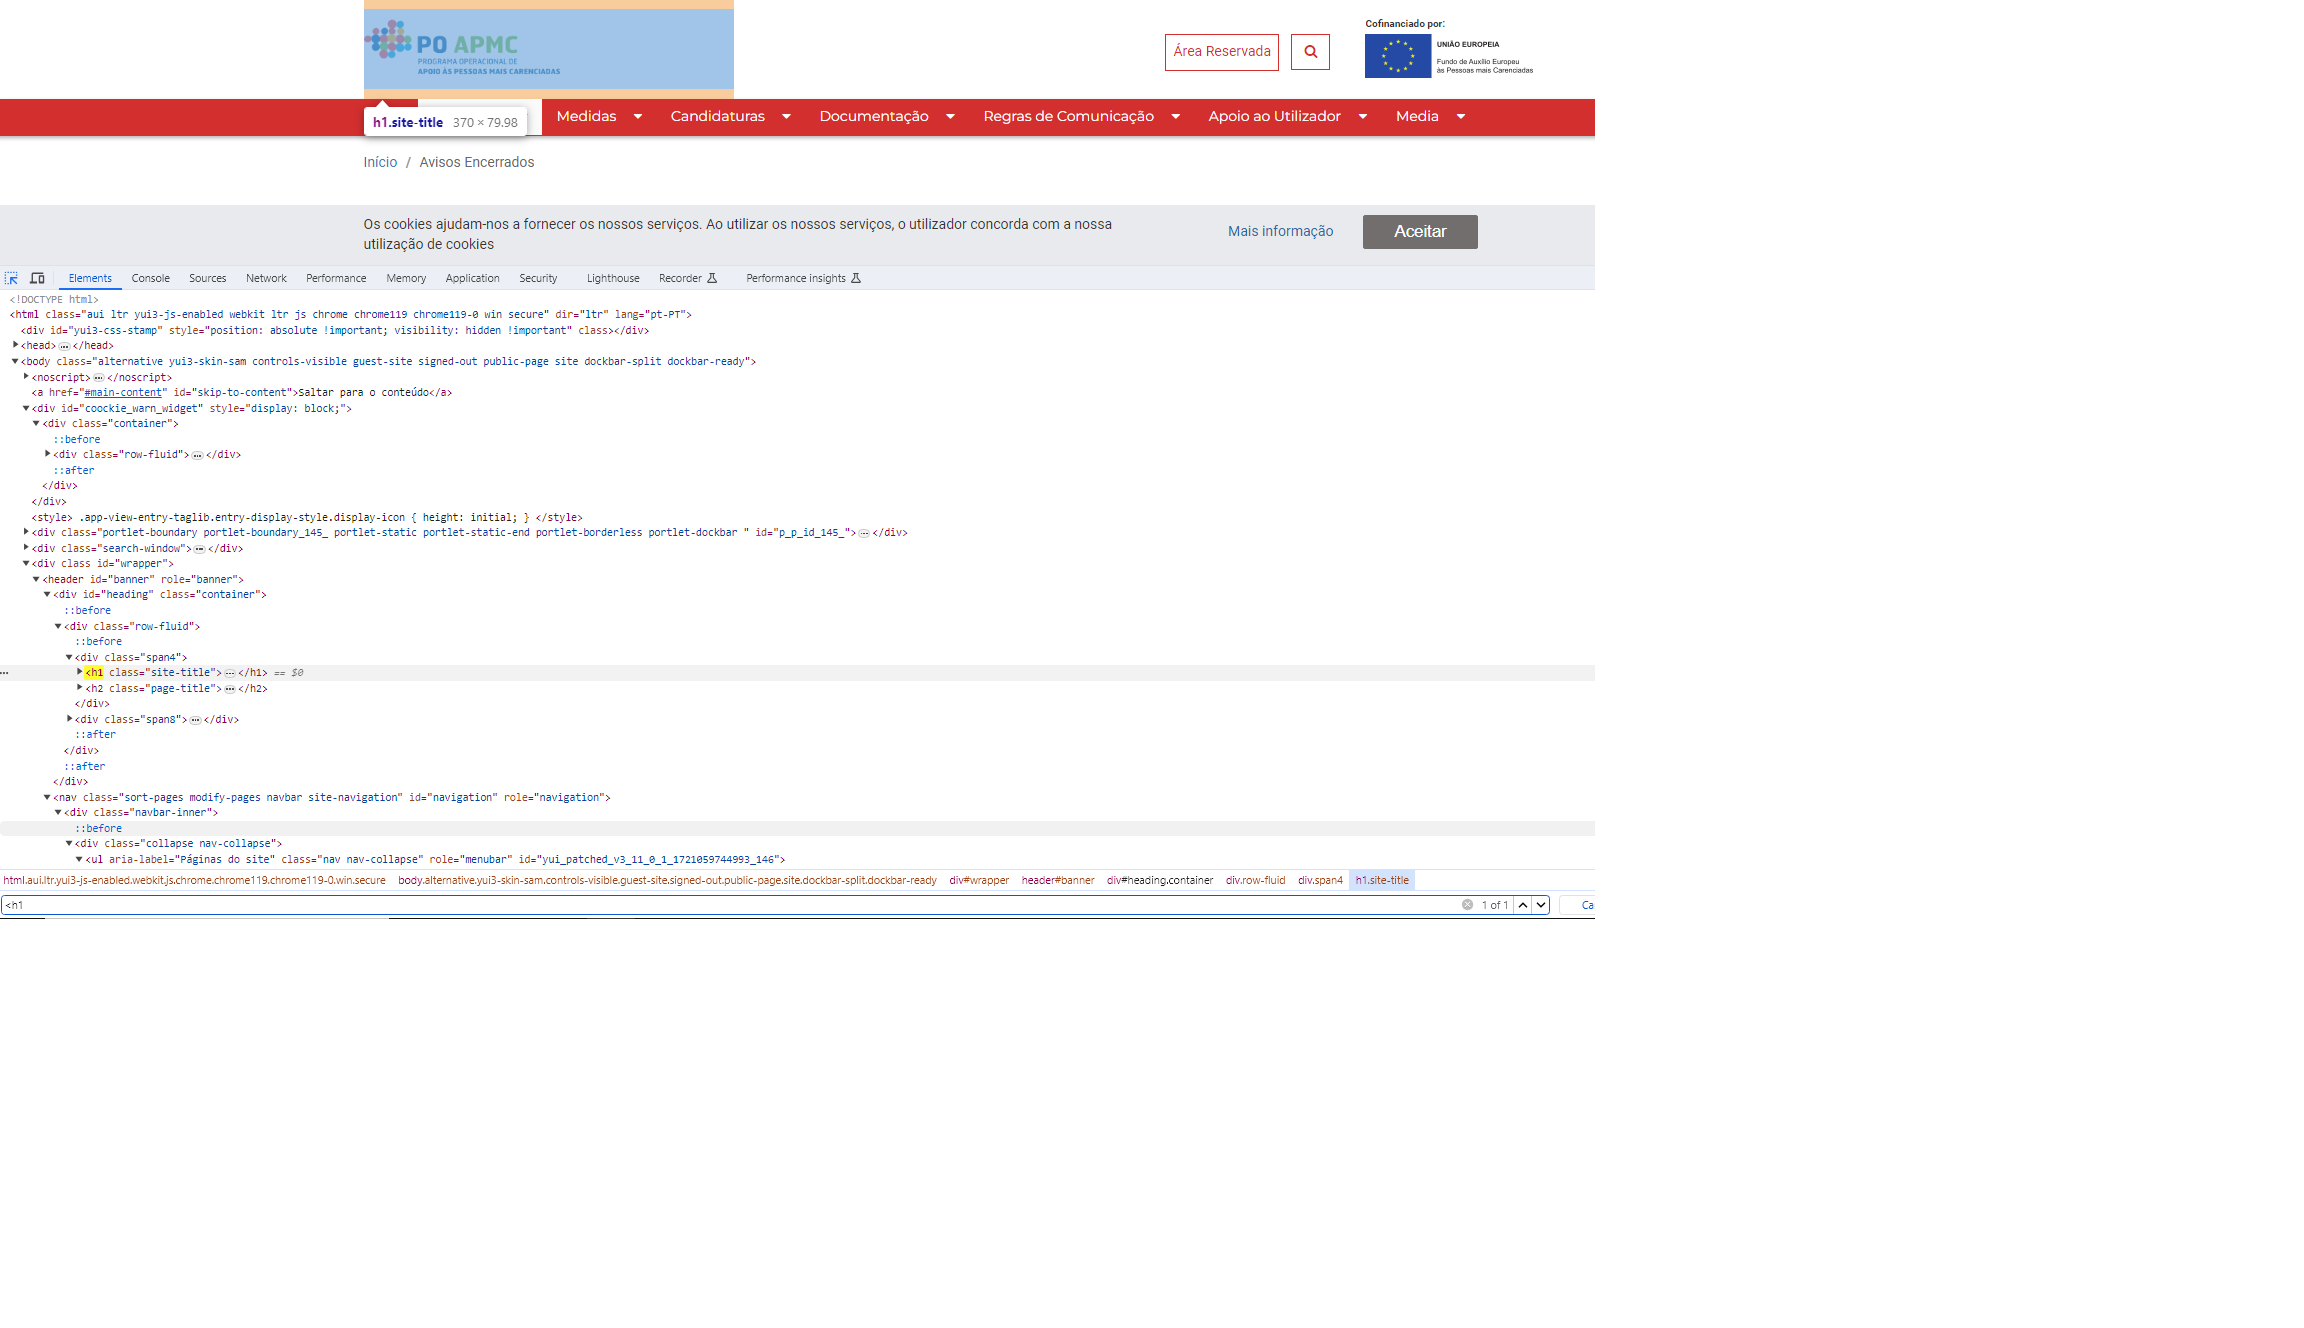 PO APMC
PROGRAMA OPERACIONAL DE
APOIO ÀS PESSOAS MAIS CARENCIADAS
Área Reservada
Cofinanciado por:
UNIÃO EUROPEIA
Fundo de Auxílio Europeu
às Pessoas mais Carenciadas
h1.site-title 370 × 79.98
Medidas Candidaturas Documentação Regras de Comunicação Apoio ao Utilizador Media
Início / Avisos Encerrados
Os cookies ajudam-nos a fornecer os nossos serviços. Ao utilizar os nossos serviços, o utilizador concorda com a nossa
utilização de cookies
Mais informação
Aceitar
Elements Console Sources Network Performance Memory Application Security Lighthouse Recorder Performance insights
<!DOCTYPE html>
<html class="aui ltr yui3-js-enabled webkit ltr js chrome chrome119 chrome119-0 win secure" dir="ltr" lang="pt-PT">
<div id="yui3-css-stamp" style="position: absolute !important; visibility: hidden !important" class></div>
<head>…</head>
<body class="alternative yui3-skin-sam controls-visible guest-site signed-out public-page site dockbar-split dockbar-ready">
<noscript>…</noscript>
<a href="#main-content" id="skip-to-content">Saltar para o conteúdo</a>
<div id="coockie_warn_widget" style="display: block;">
<div class="container">
::before
<div class="row-fluid">…</div>
::after
</div>
</div>
<style> .app-view-entry-taglib.entry-display-style.display-icon { height: initial; } </style>
<div class="portlet-boundary portlet-boundary_145_ portlet-static portlet-static-end portlet-borderless portlet-dockbar " id="p_p_id_145_">…</div>
<div class="search-window">…</div>
<div class id="wrapper">
<header id="banner" role="banner">
<div id="heading" class="container">
::before
<div class="row-fluid">
::before
<div class="span4">
<h1 class="site-title">…</h1> == $0
<h2 class="page-title">…</h2>
</div>
<div class="span8">…</div>
::after
</div>
::after
</div>
<nav class="sort-pages modify-pages navbar site-navigation" id="navigation" role="navigation">
<div class="navbar-inner">
::before
<div class="collapse nav-collapse">
<ul aria-label="Páginas do site" class="nav nav-collapse" role="menubar" id="yui_patched_v3_11_0_1_1721059744993_146">
html.aui.ltr.yui3-js-enabled.webkit.js.chrome.chrome119.chrome119-0.win.secure body.alternative.yui3-skin-sam.controls-visible.guest-site.signed-out.public-page.site.dockbar-split.dockbar-ready div#wrapper header#banner div#heading.container div.row-fluid div.span4 h1.site-title
<h1 1 of 1 Ca